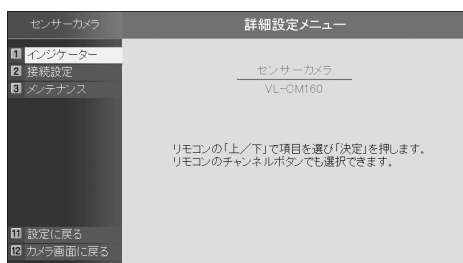 センサーカメラ
詳細設定メニュー
1 インジケーター
2 接続設定
3 メンテナンス
センサーカメラ
VL-CM160
リモコンの「上／下」で項目を選び「決定」を押します。
リモコンのチャンネルボタンでも選択できます。
11 設定に戻る
12 カメラ画面に戻る